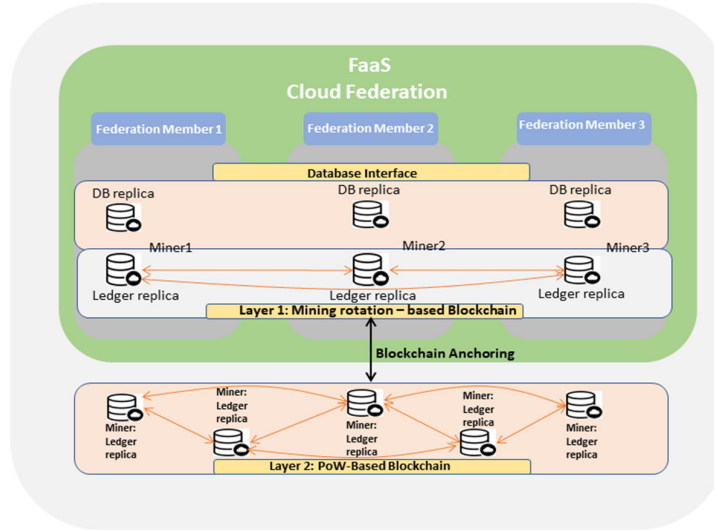 FaaS
Cloud Federation
Federation Member 1
Federation Member 2
Federation Member 3
Database Interface
DB replica
DB replica
DB replica
Miner1
Miner2
Miner3
Ledger replica
Ledger replica
Ledger replica
Layer 1: Mining rotation – based Blockchain
Blockchain Anchoring
Miner:
Ledger
replica
Miner:
Ledger
replica
Miner:
Ledger
replica
Miner:
Ledger
replica
Miner:
Ledger
replica
Layer 2: PoW-Based Blockchain